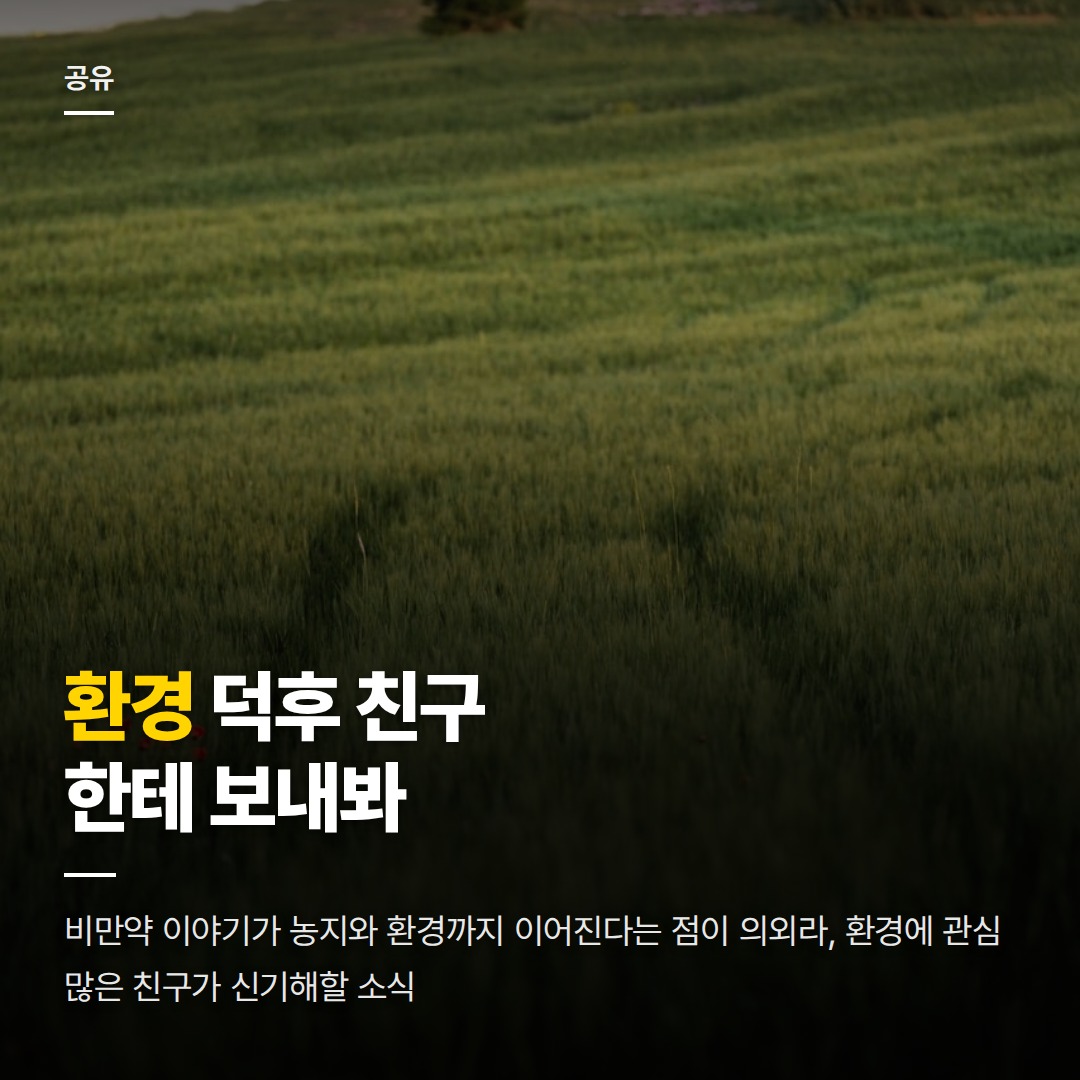 공유
환경 덕후 친구
한테 보내봐
비만약 이야기가 농지와 환경까지 이어진다는 점이 의외라, 환경에 관심
많은 친구가 신기해할 소식